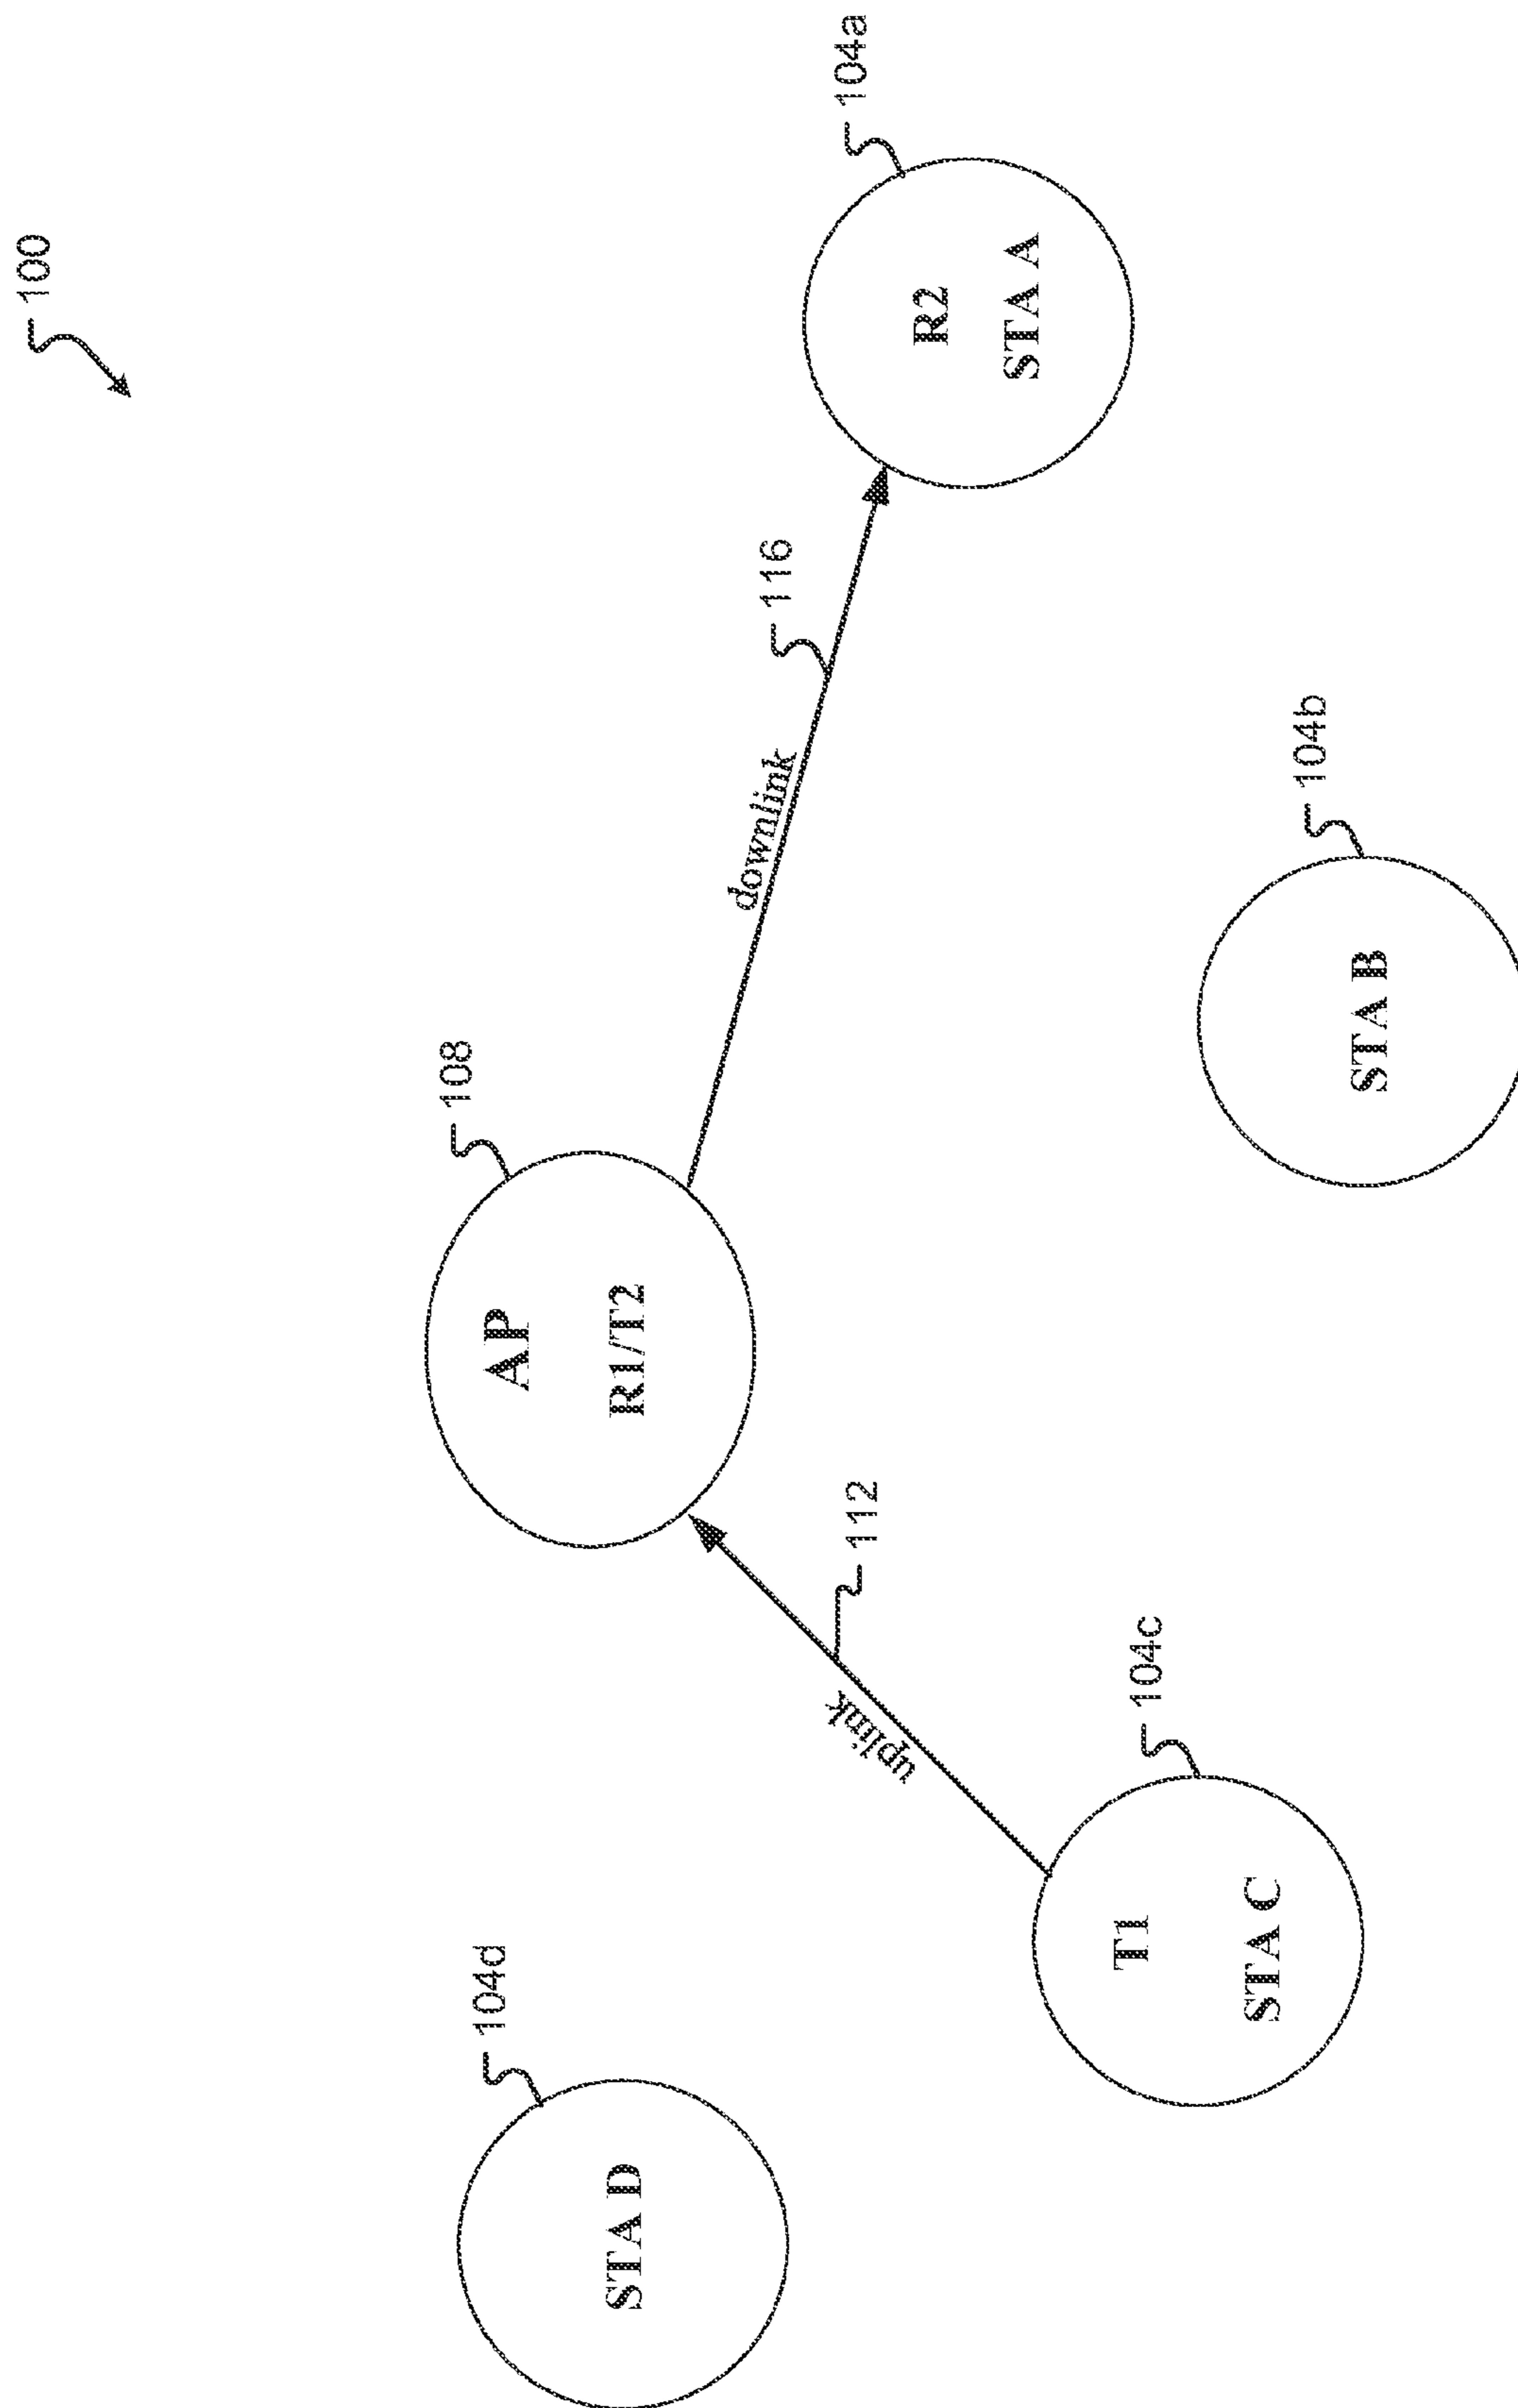 100
108
AP
R1/T2
104d
STA D
downlink
116
104a
R2
STA A
uplink
112
104c
T1
STA C
104b
STA B